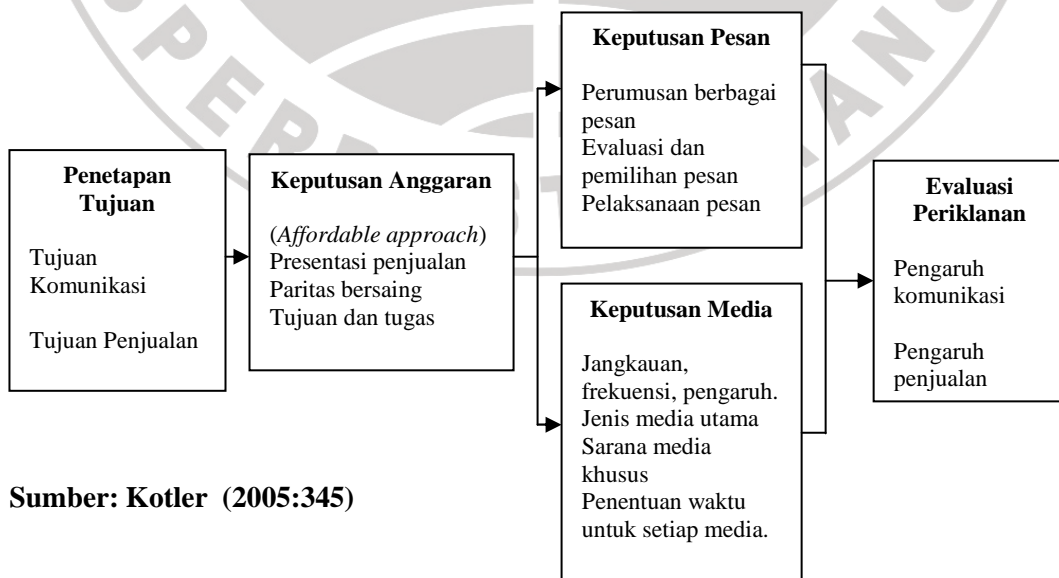 Penetapan
Tujuan
Tujuan
Komunikasi
Tujuan Penjualan
Keputusan Anggaran
(Affordable approach)
Presentasi penjualan
Paritas bersaing
Tujuan dan tugas
Keputusan Pesan
Perumusan berbagai
pesan
Evaluasi dan
pemilihan pesan
Pelaksanaan pesan
Keputusan Media
Jangkauan,
frekuensi, pengaruh.
Jenis media utama
Sarana media
khusus
Penentuan waktu
untuk setiap media.
Evaluasi
Periklanan
Pengaruh
komunikasi
Pengaruh
penjualan
Sumber: Kotler (2005:345)